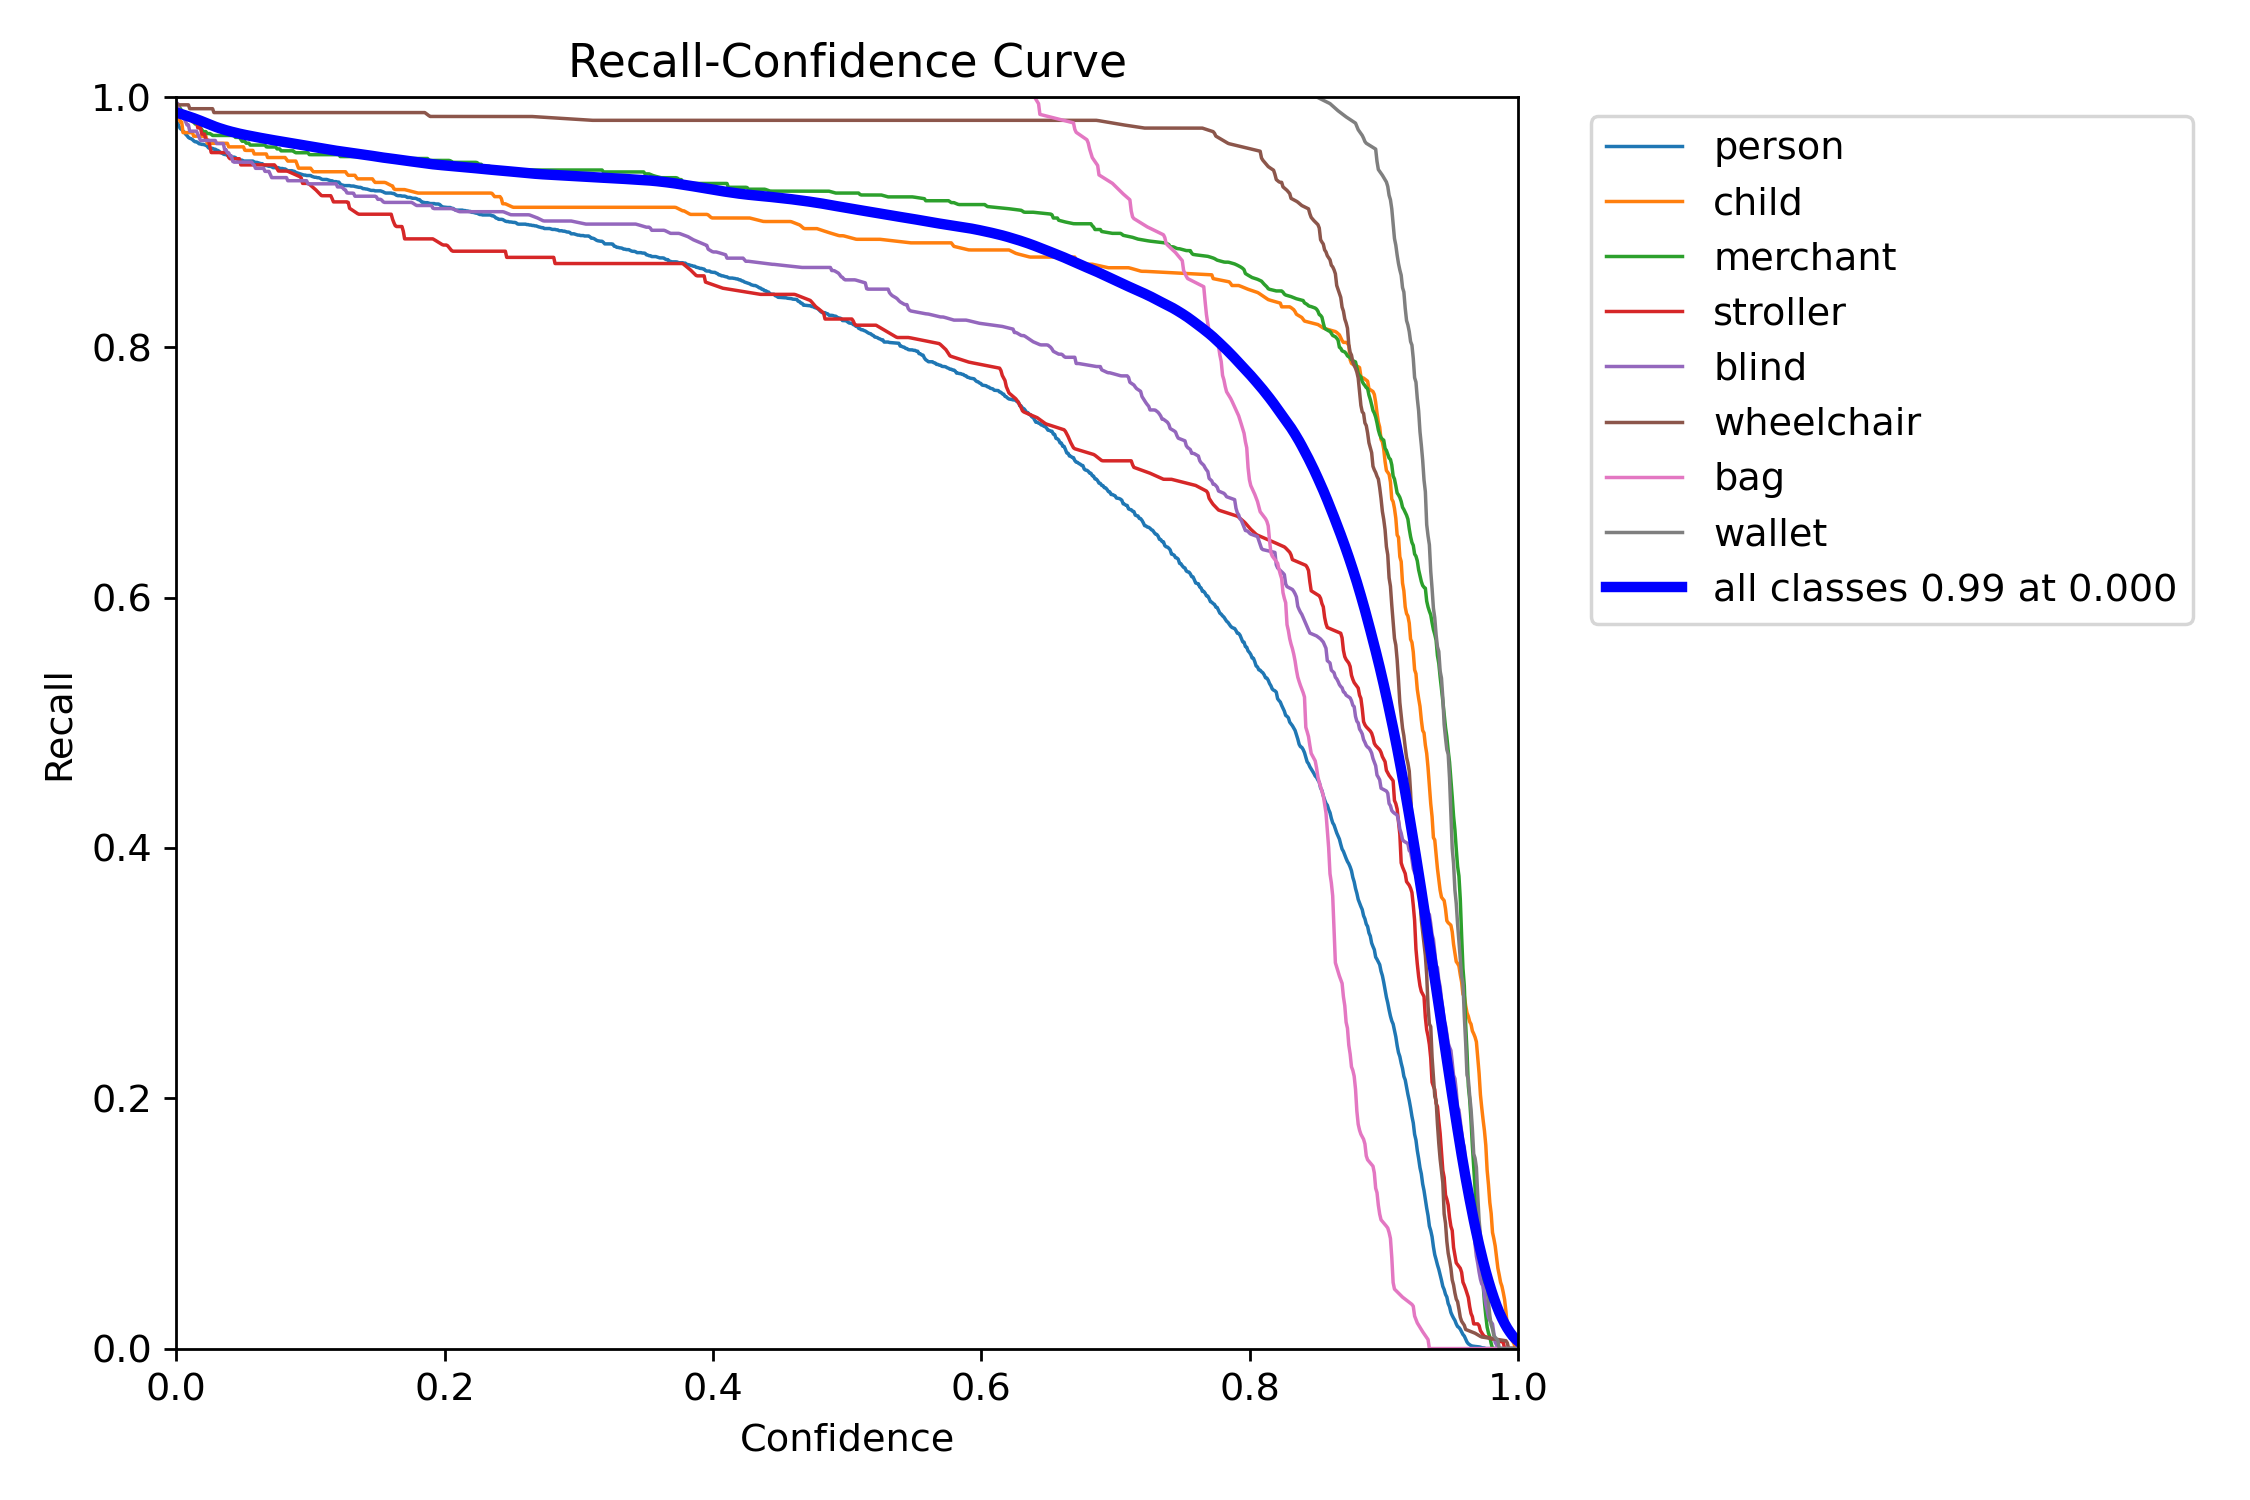 Recall-Confidence Curve
1.0
0.8
0.6
0.4
0.2
0.0
Recall
0.0 0.2 0.4 0.6 0.8 1.0
Confidence
person
child
merchant
stroller
blind
wheelchair
bag
wallet
all classes 0.99 at 0.000